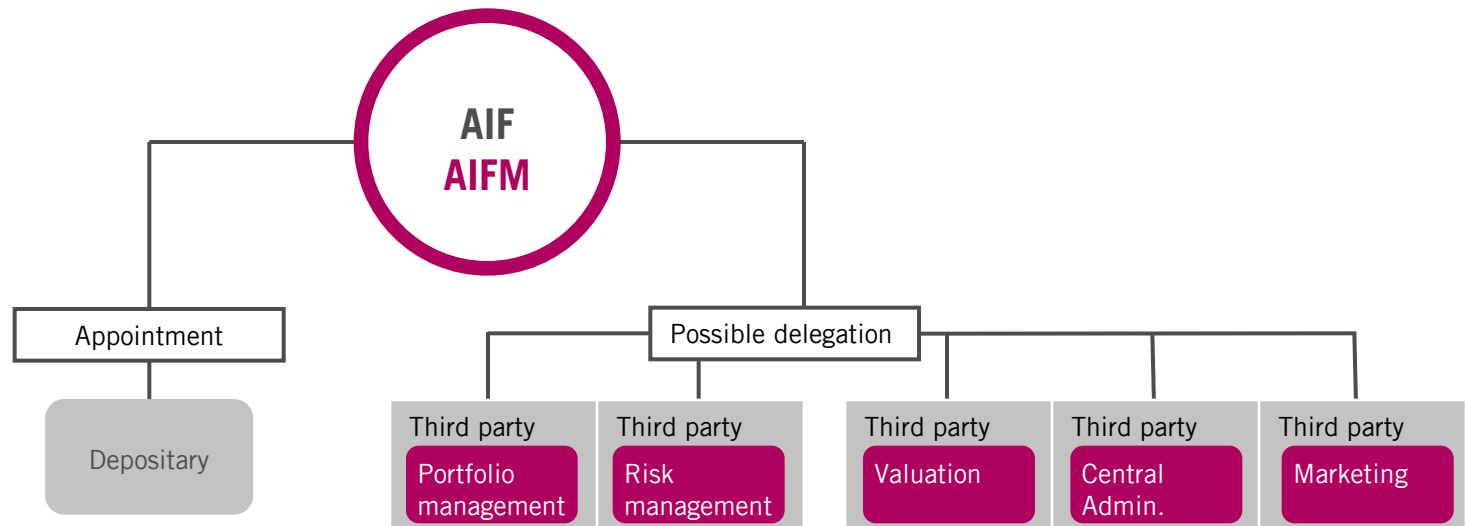 AIF
AIFM
Appointment
Possible delegation
Depositary
Third party
Portfolio
management
Third party
Risk
management
Third party
Valuation
Third party
Central
Admin.
Third party
Marketing